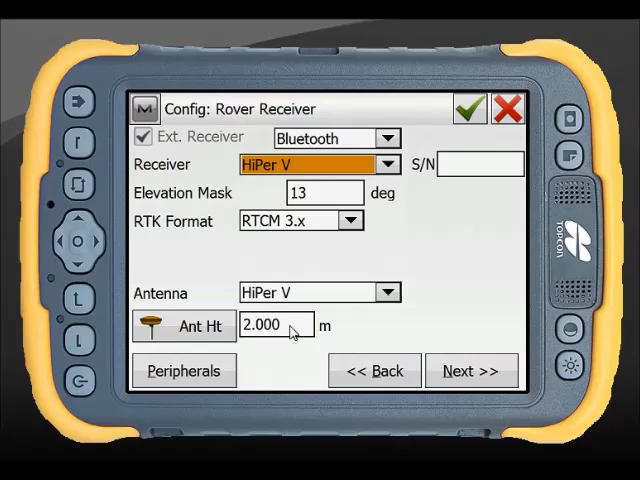 Config: Rover Receiver
Ext. Receiver Bluetooth
Receiver HiPer V S/N
Elevation Mask 13 deg
RTK Format RTCM 3.x
Antenna HiPer V
Ant Ht 2.000 m
Peripherals << Back Next >>
TOPCON